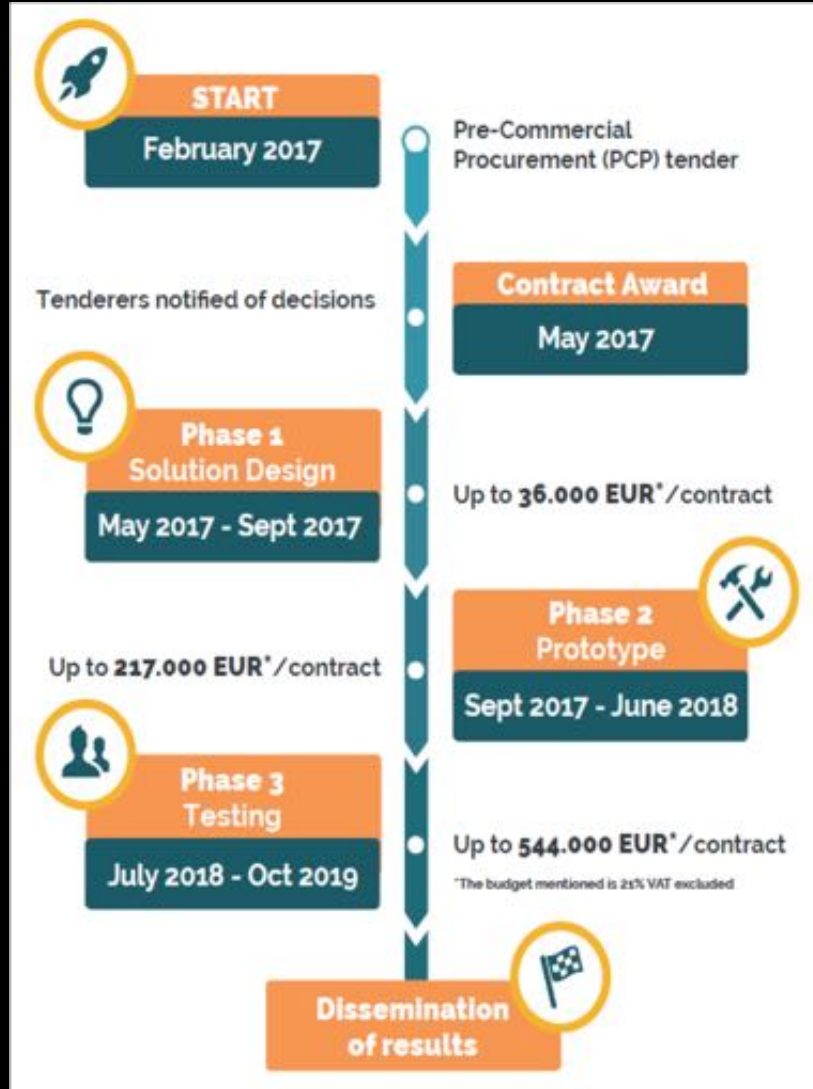 START
February 2017
Pre-Commercial
Procurement (PCP) tender
Tenderers notified of decisions
Contract Award
May 2017
Phase 1
Solution Design
May 2017 - Sept 2017
Up to 36.000 EUR*/contract
Phase 2
Prototype
Sept 2017 - June 2018
Up to 217.000 EUR*/contract
Phase 3
Testing
July 2018 - Oct 2019
Up to 544.000 EUR*/contract
*The budget mentioned is 21% VAT excluded
Dissemination
of results